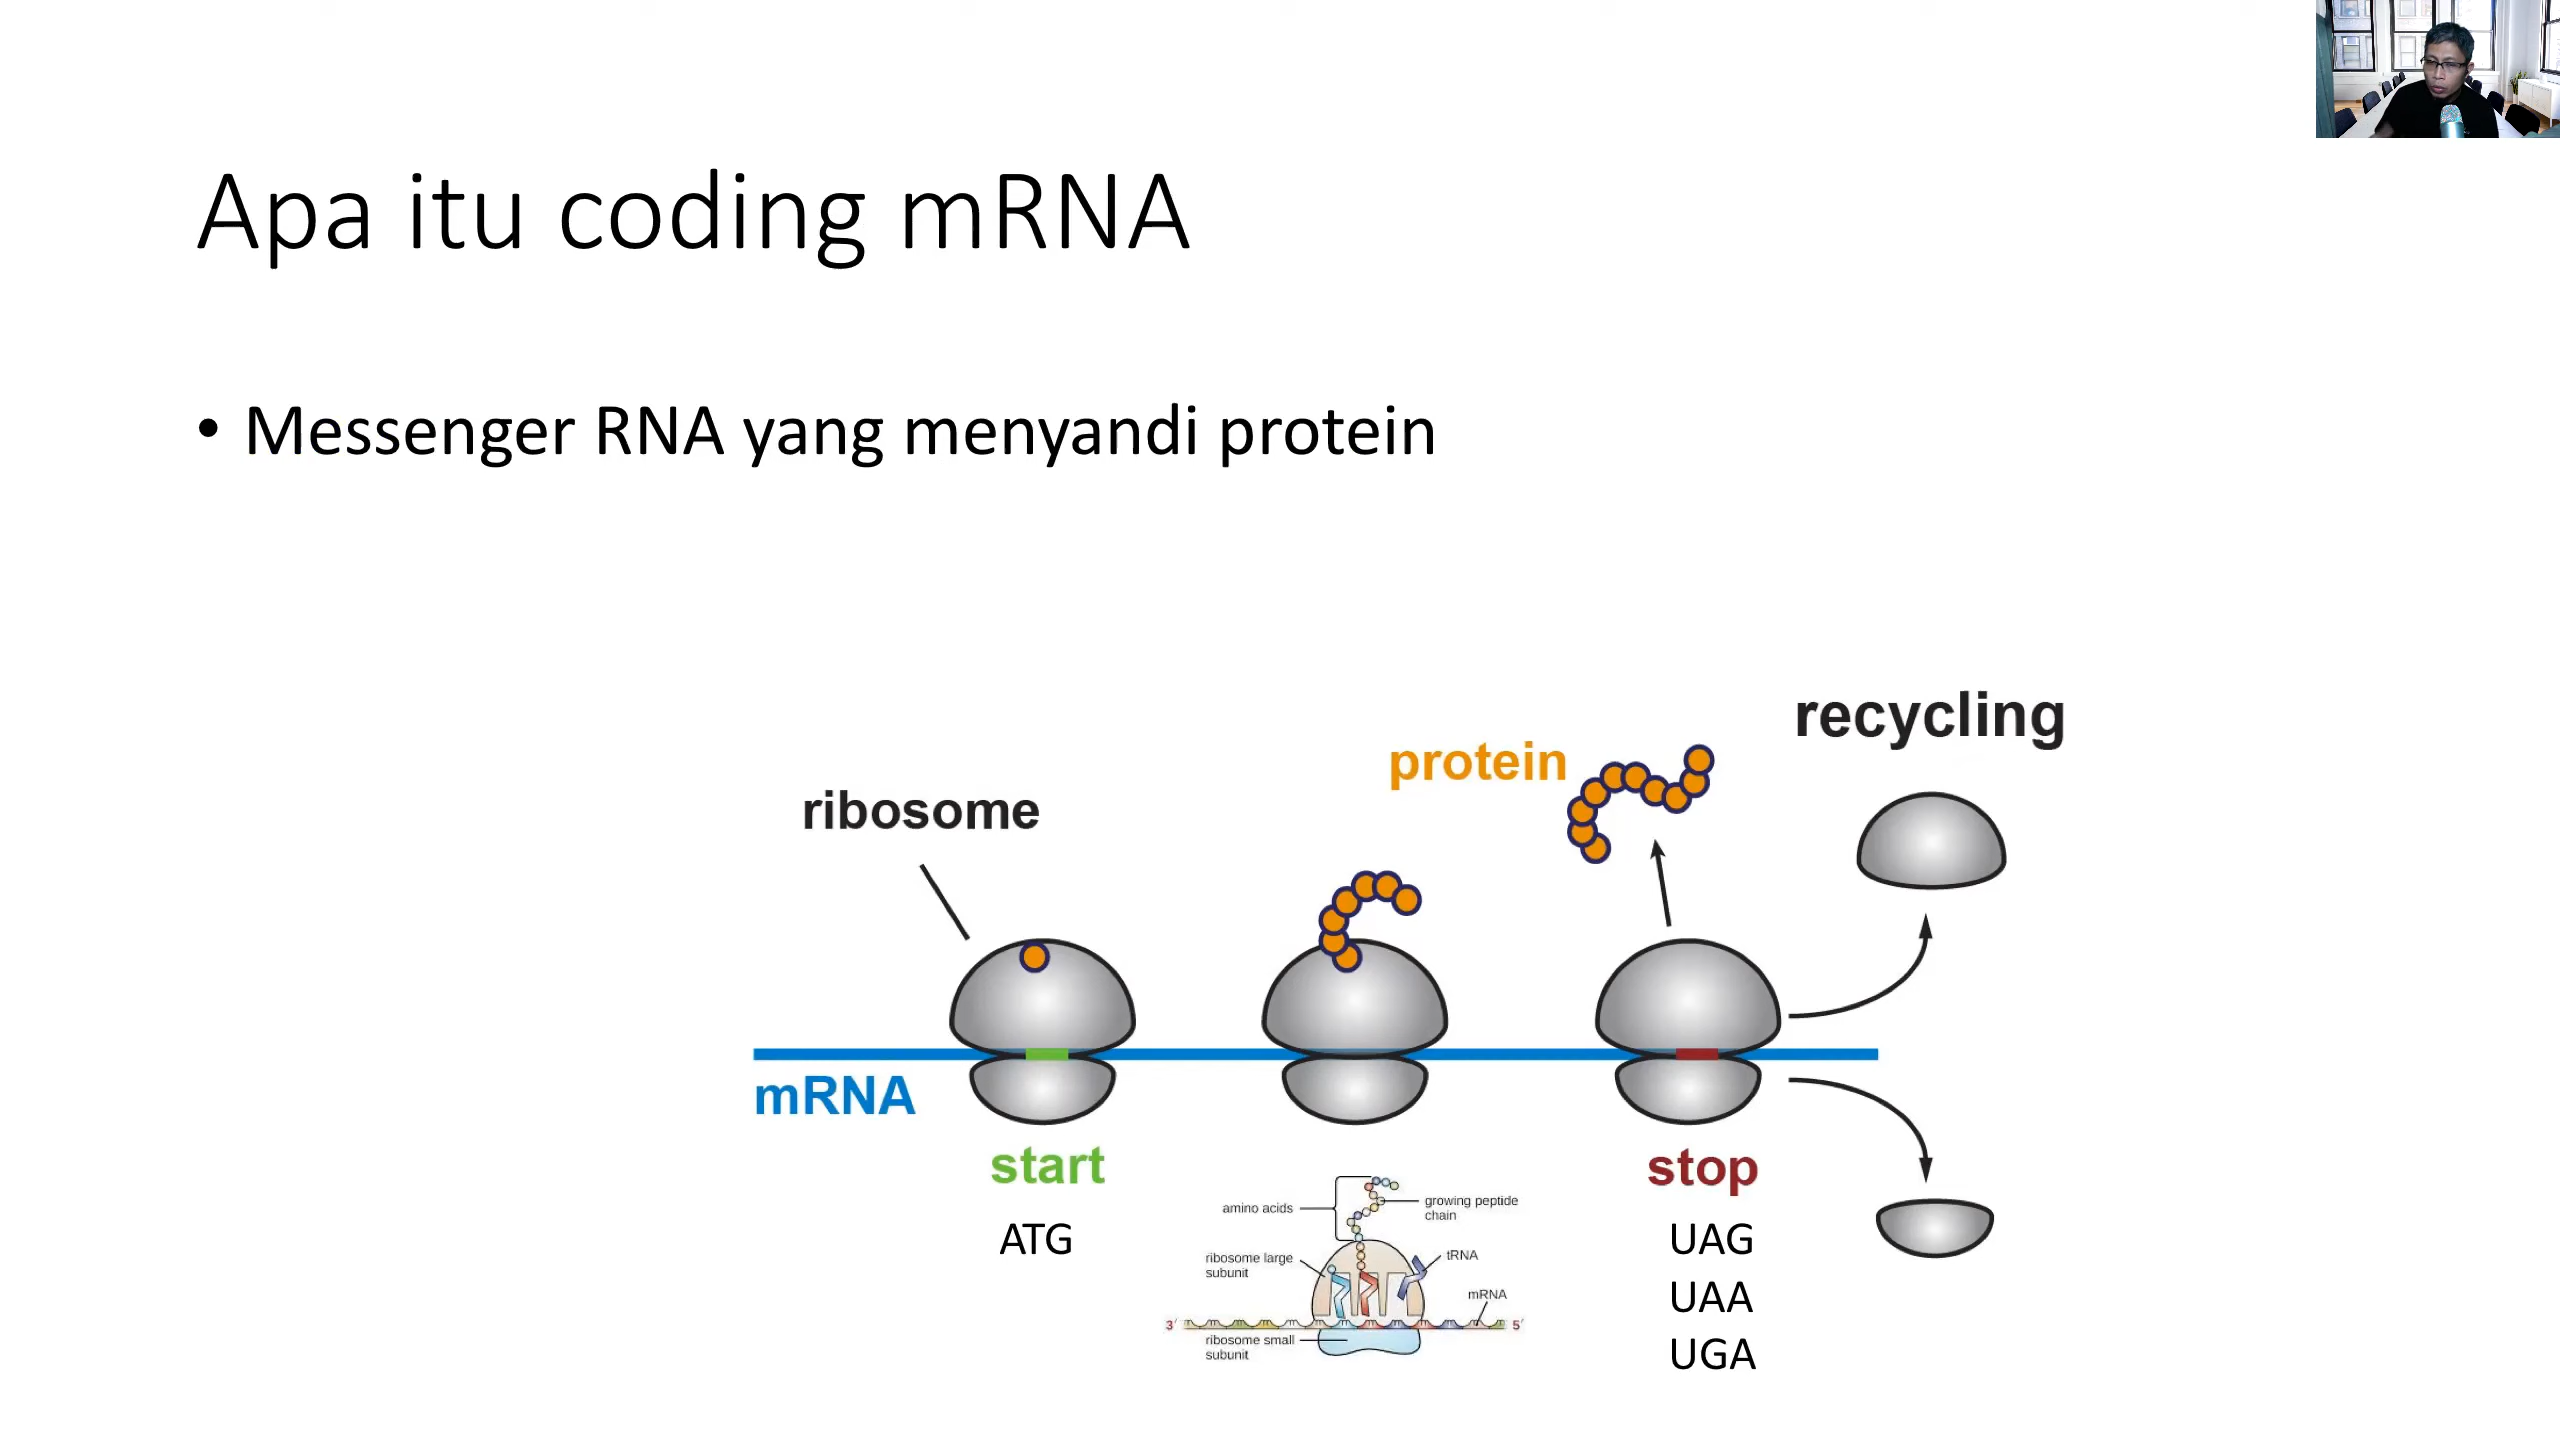 Apa itu coding mRNA
• Messenger RNA yang menyandi protein
recycling
protein
ribosome
mRNA
start
stop
ATG
UAG
UAA
UGA
amino acids
growing peptide
chain
ribosome large
subunit
tRNA
mRNA
3′
5′
ribosome small
subunit